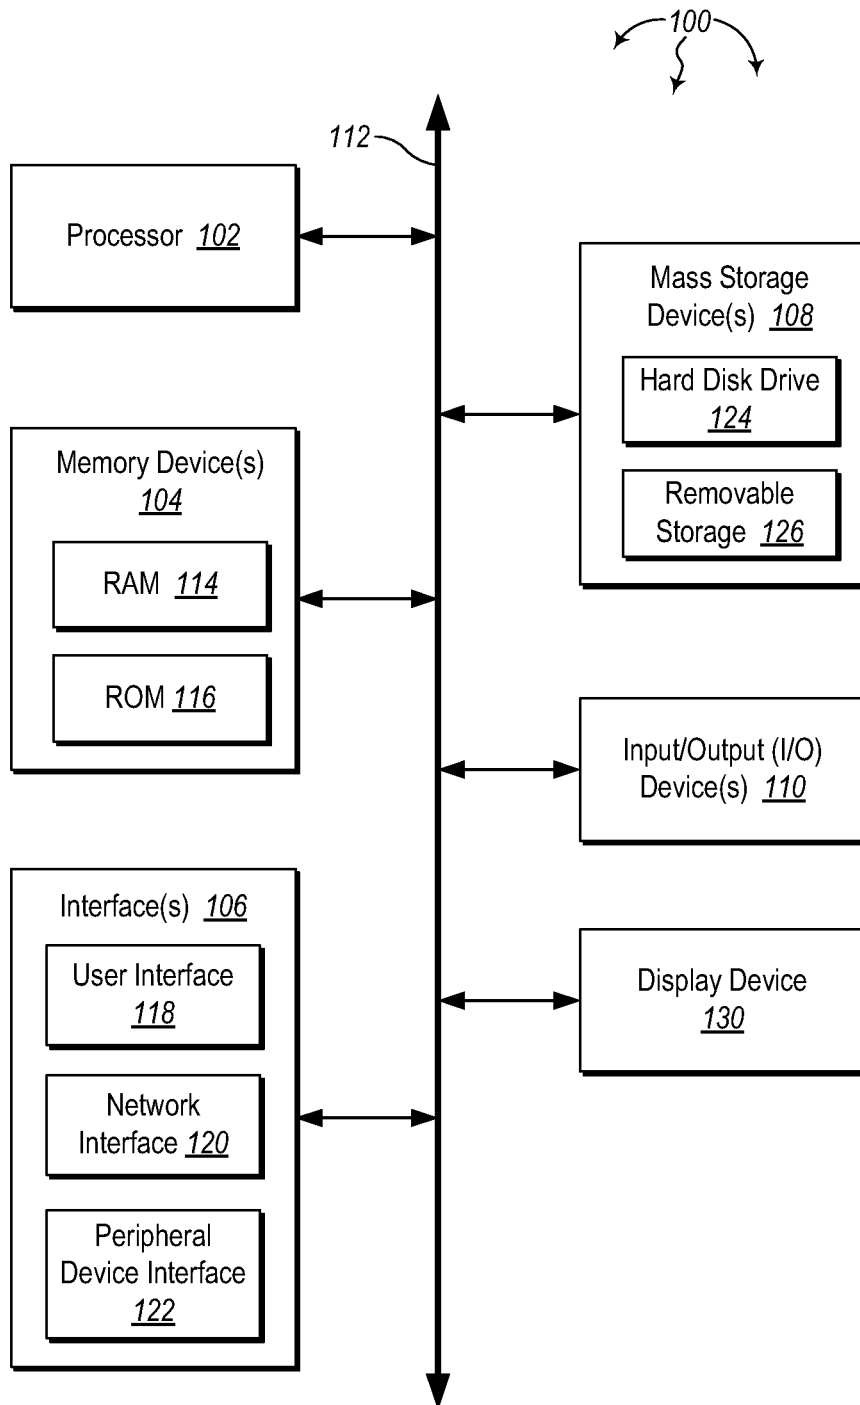 100
112
Processor 102
Mass Storage
Device(s) 108
Hard Disk Drive
124
Removable
Storage 126
Memory Device(s)
104
RAM 114
ROM 116
Input/Output (I/O)
Device(s) 110
Interface(s) 106
User Interface
118
Network
Interface 120
Peripheral
Device Interface
122
Display Device
130